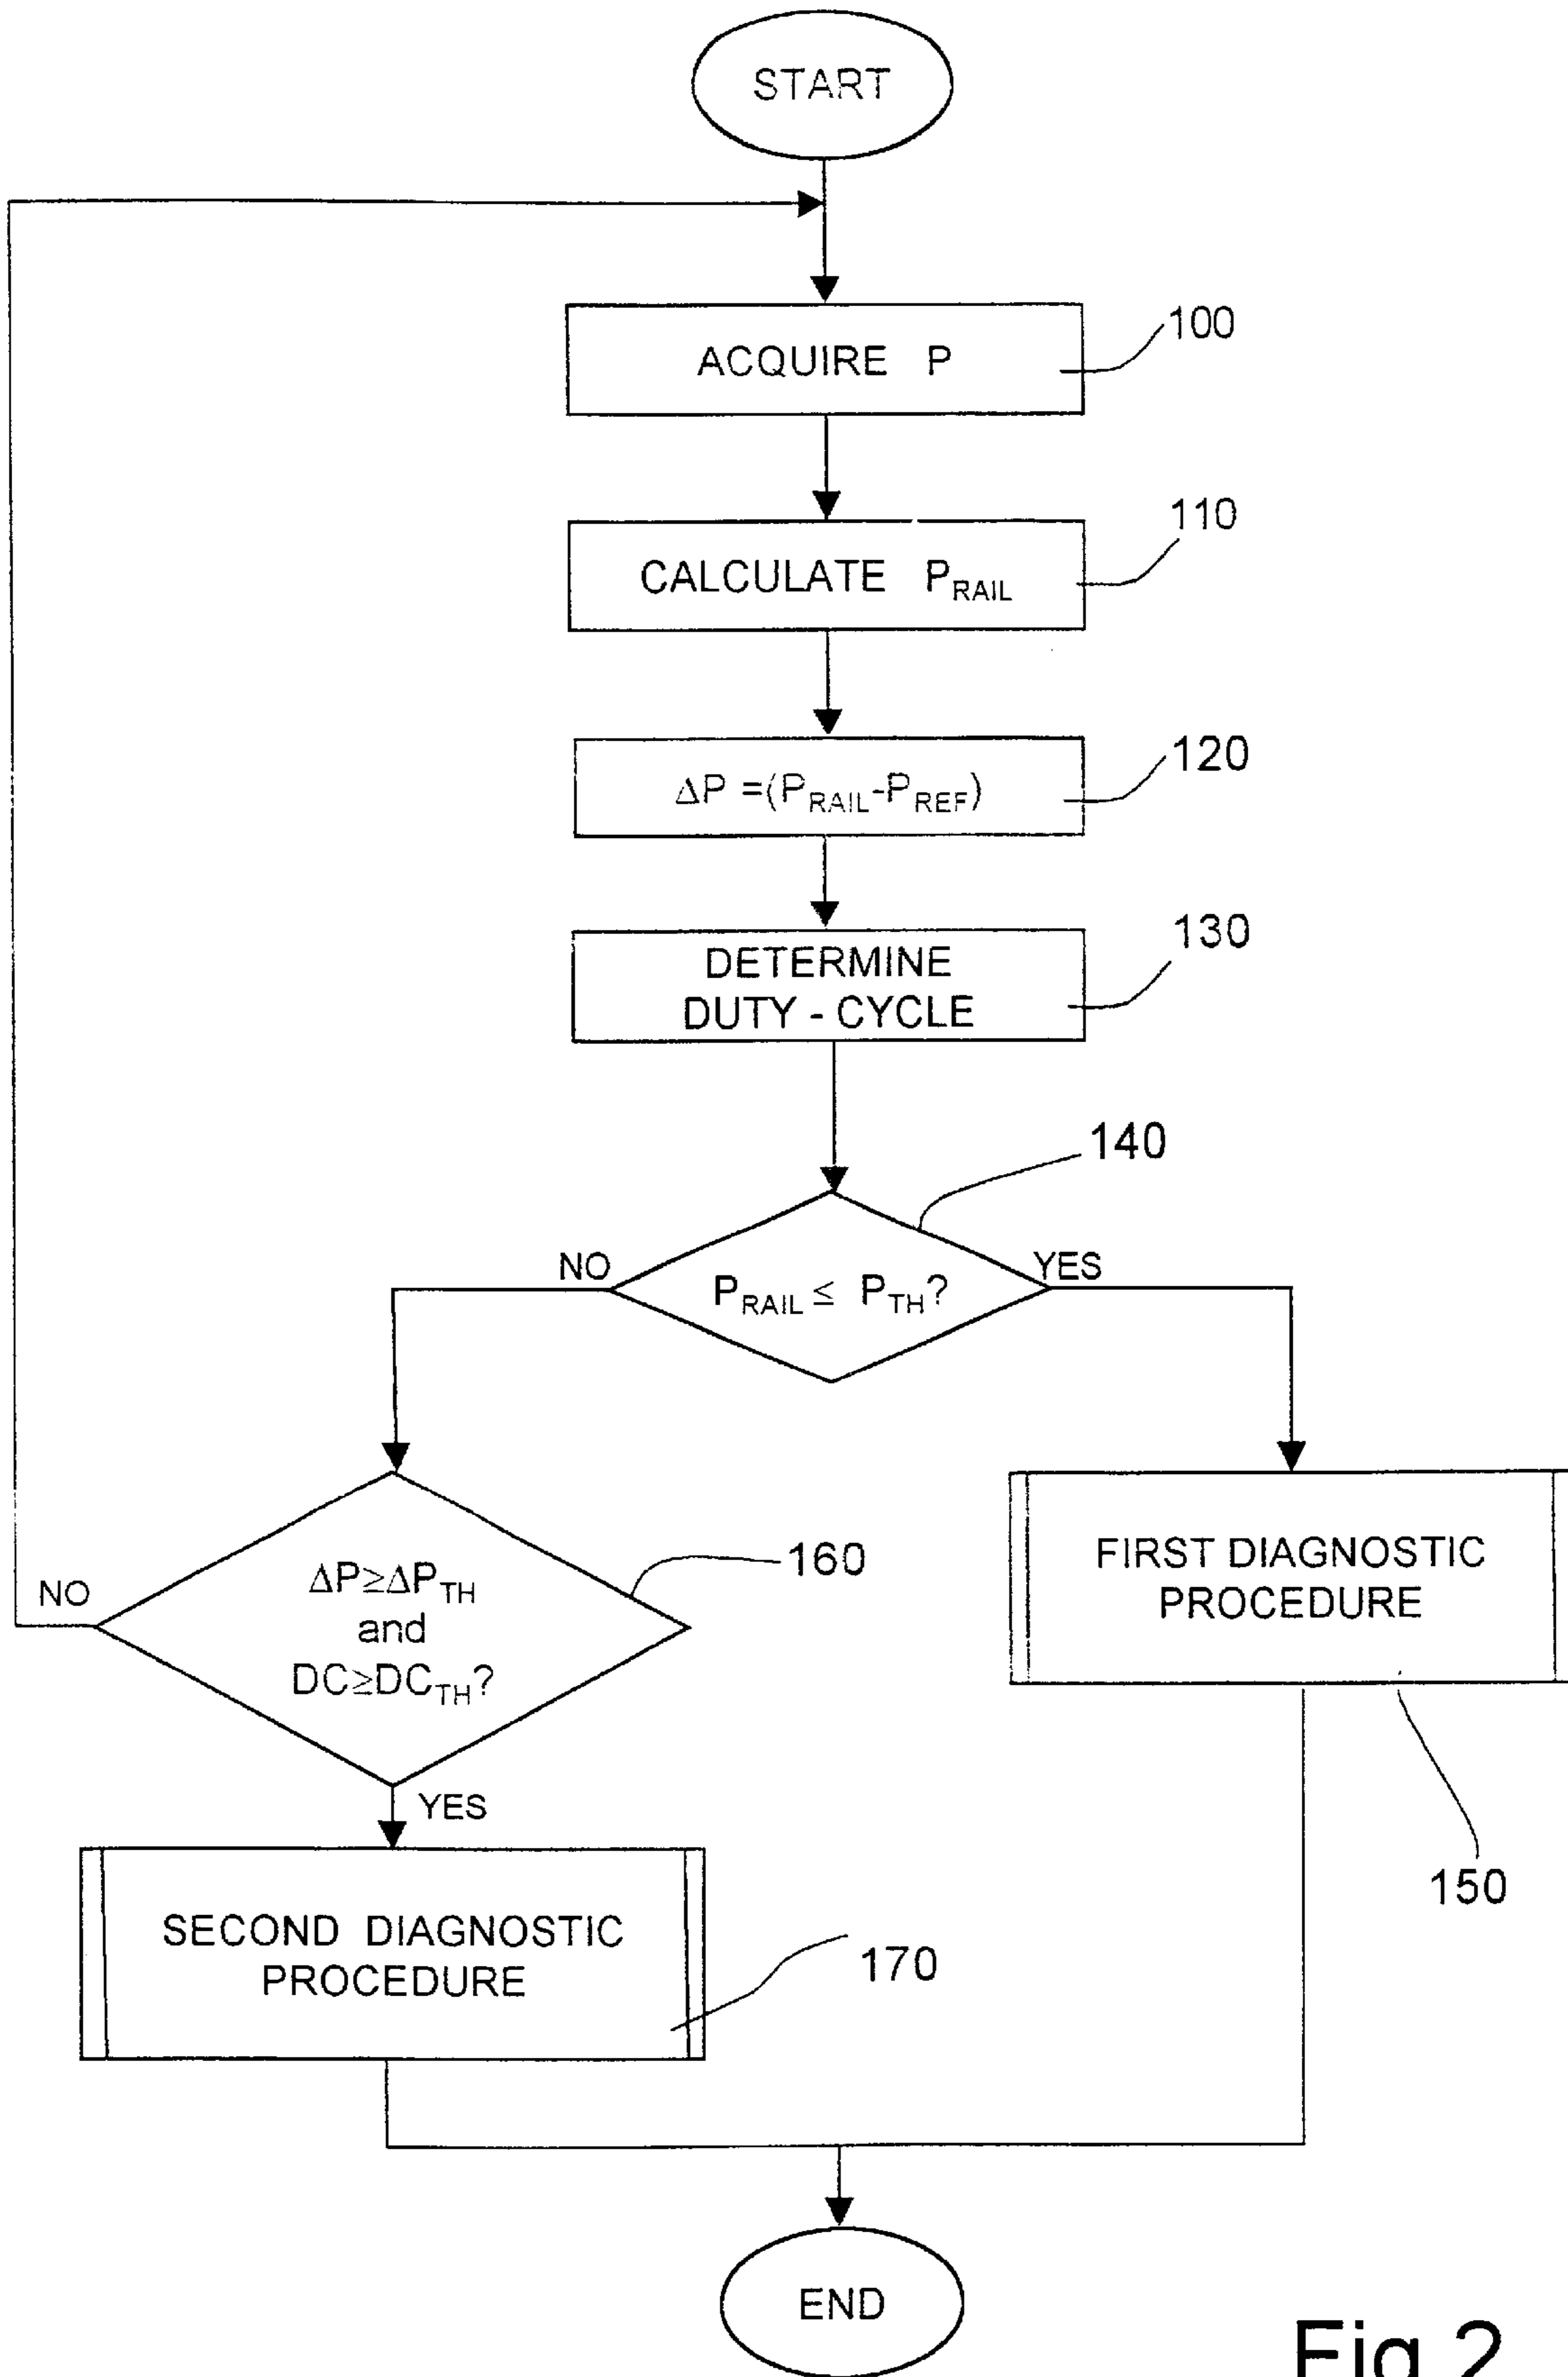 START
ACQUIRE P
100
CALCULATE P_RAIL
110
ΔP =(P_RAIL-P_REF)
120
DETERMINE
DUTY - CYCLE
130
140
NO
P_RAIL ≤ P_TH?
YES
ΔP≥ΔP_TH
and
DC≥DC_TH?
160
NO
YES
FIRST DIAGNOSTIC
PROCEDURE
150
SECOND DIAGNOSTIC
PROCEDURE
170
END
Fig.2